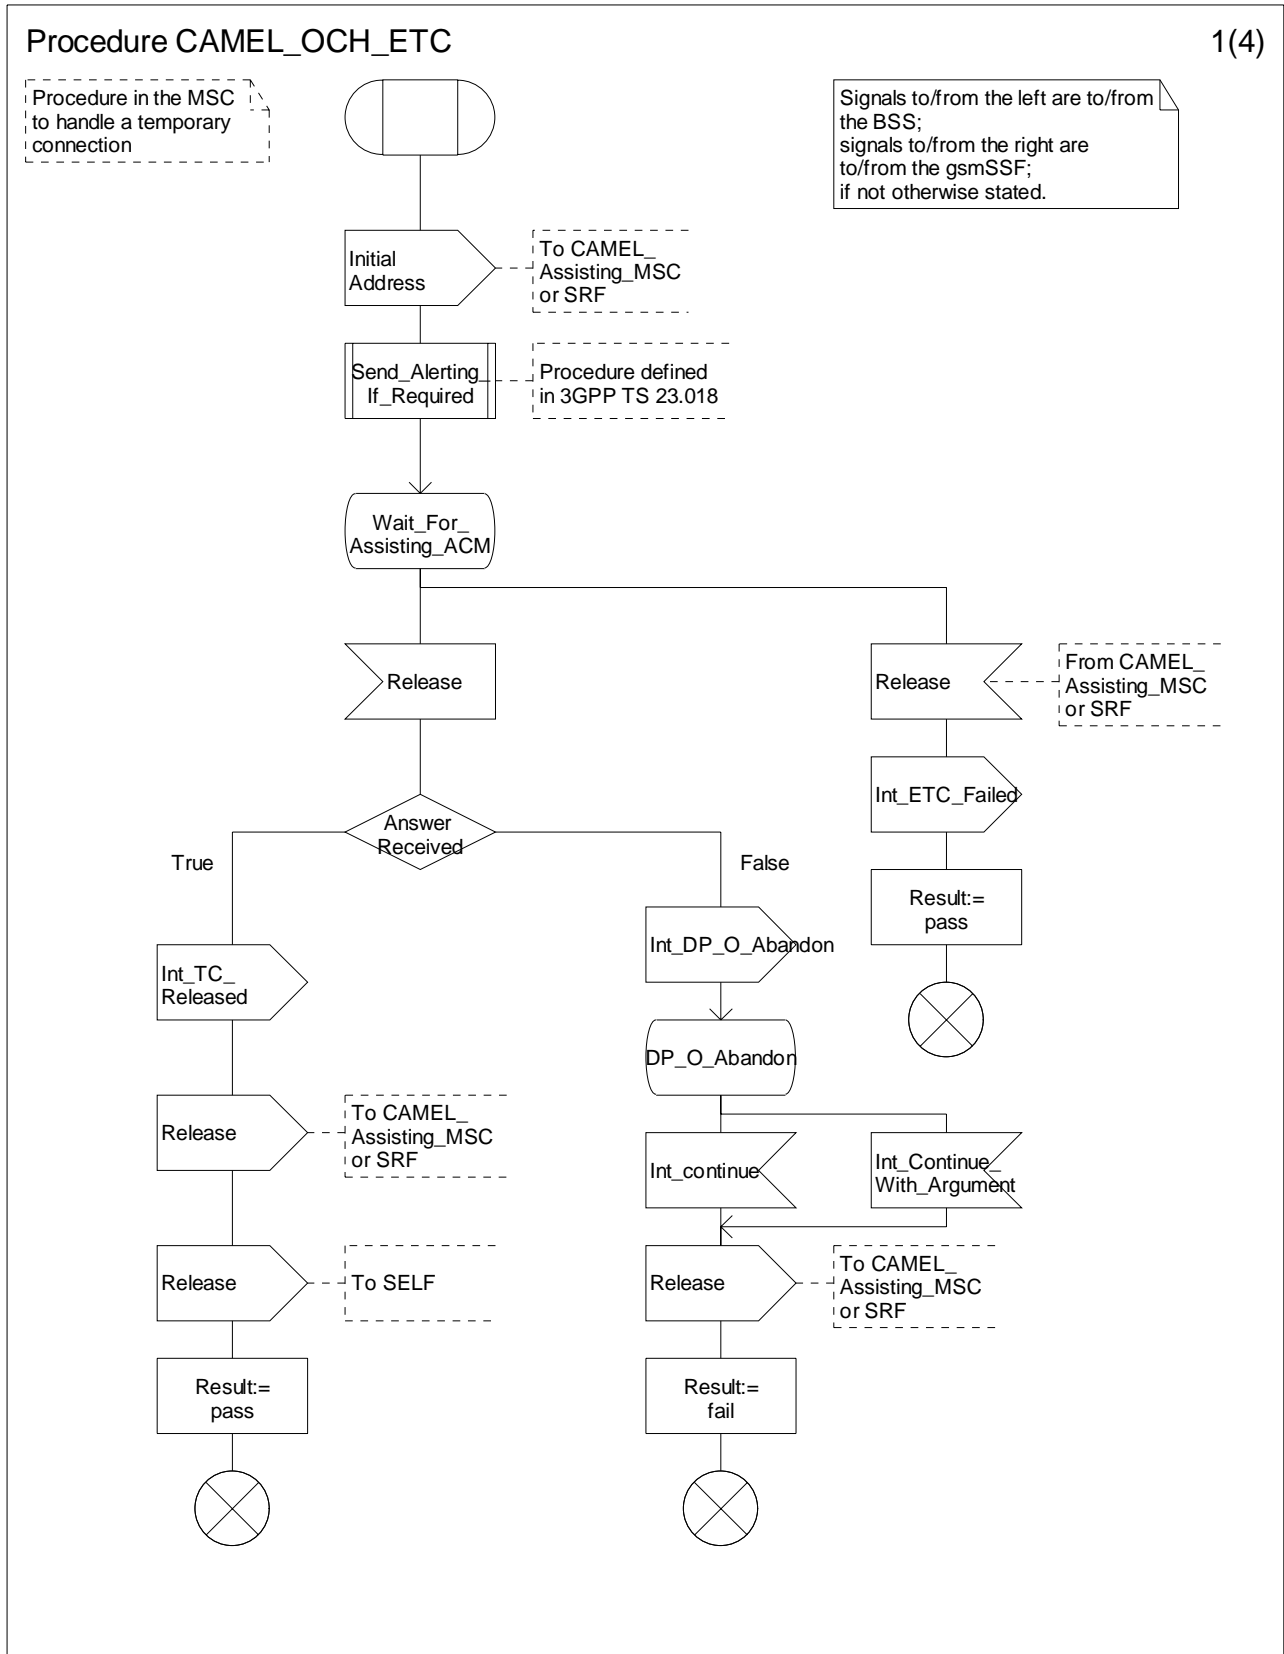 Procedure CAMEL_OCH_ETC
1(4)
Procedure in the MSC
to handle a temporary
connection
Signals to/from the left are to/from
the BSS;
signals to/from the right are
to/from the gsmSSF;
if not otherwise stated.
Initial
Address
To CAMEL_
Assisting_MSC
or SRF
Send_Alerting_
If_Required
Procedure defined
in 3GPP TS 23.018
Wait_For_
Assisting_ACM
Release
Release
From CAMEL_
Assisting_MSC
or SRF
Int_ETC_Failed
Answer
Received
True
False
Result:=
pass
Int_DP_O_Abandon
Int_TC_
Released
DP_O_Abandon
Release
To CAMEL_
Assisting_MSC
or SRF
Int_continue
Int_Continue_
With_Argument
Release
To SELF
Release
To CAMEL_
Assisting_MSC
or SRF
Result:=
pass
Result:=
fail